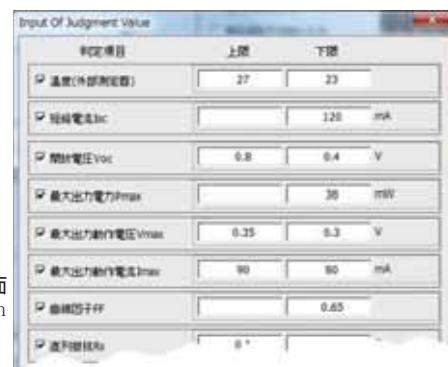 Input Of Judgment Value
判定項目 上限 下限
温度(外部測定器) 27 23
短絡電流Isc 120 mA
開放電圧Voc 0.8 0.4 V
最大出力電力Pmax 36 mW
最大出力動作電圧Vmax 0.35 0.3 V
最大出力動作電流Imax 90 80 mA
曲線因子FF 0.65
直列抵抗Rs
面
n